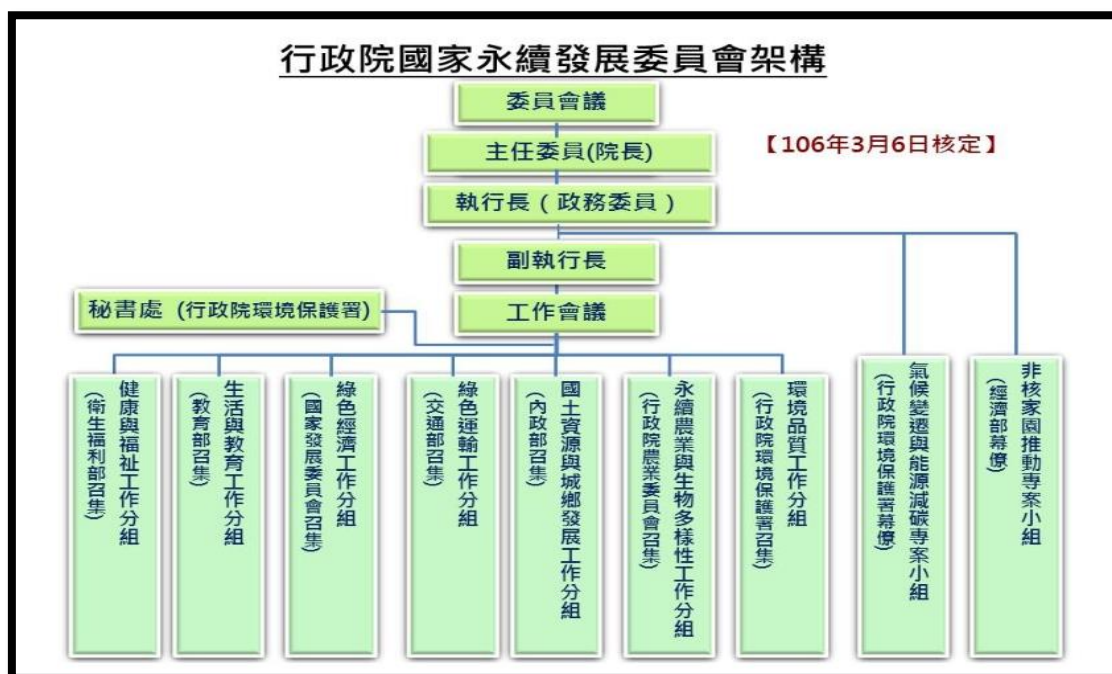 行政院國家永續發展委員會架構
委員會議
主任委員(院長)
【106年3月6日核定】
執行長（政務委員）
副執行長
秘書處 (行政院環境保護署)
工作會議
健康與福祉工作分組
(衛生福利部召集)
生活與教育工作分組
(教育部召集)
綠色經濟工作分組
(國家發展委員會召集)
綠色運輸工作分組
(交通部召集)
國土資源與城鄉發展工作分組
(內政部召集)
永續農業與生物多樣性工作分組
(行政院農業委員會召集)
環境品質工作分組
(行政院環境保護署召集)
氣候變遷與能源減碳專案小組
(行政院環境保護署幕僚)
非核家園推動專案小組
(經濟部幕僚)